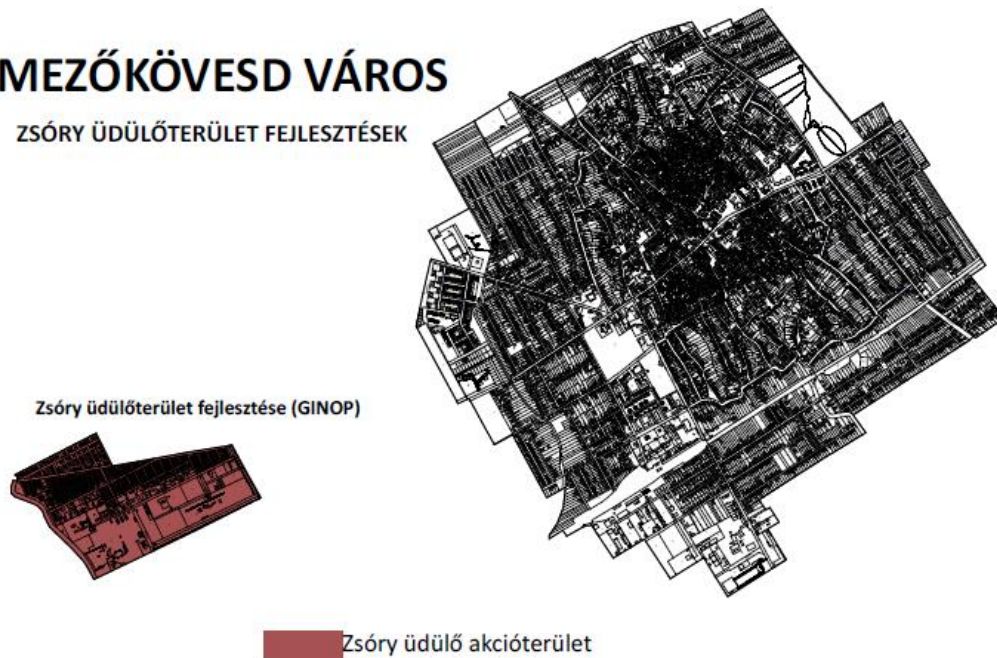 MEZŐKÖVESD VÁROS
ZSÓRY ÜDÜLŐTERÜLET FEJLESZTÉSEK
Zsóry üdülőterület fejlesztése (GINOP)
Zsóry üdülő akcióterület